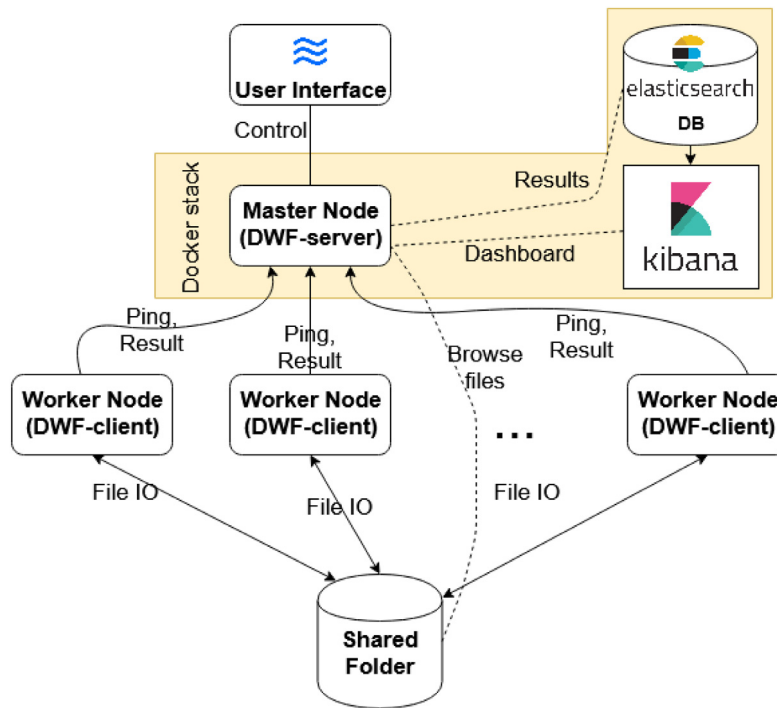 User Interface
elasticsearch
DB
Control
Docker stack
Master Node
(DWF-server)
Results
Dashboard
kibana
Ping,
Result
Ping,
Result
Browse
files
Ping,
Result
Worker Node
(DWF-client)
Worker Node
(DWF-client)
...
Worker Node
(DWF-client)
File IO
File IO
File IO
Shared
Folder